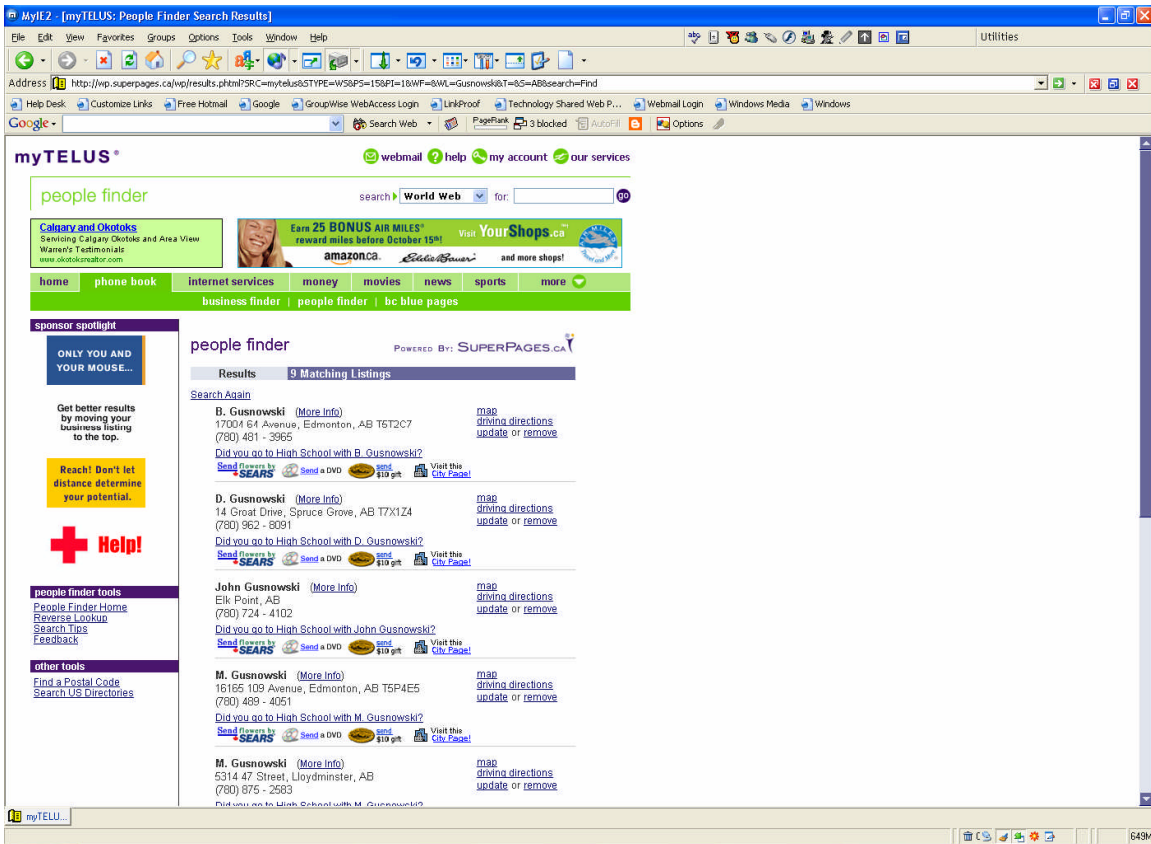 MyIE2 - [myTELUS: People Finder Search Results]
File Edit View Favorites Groups Options Tools Window Help
Utilities
Address http://wp.superpages.ca/wp/results.phtml?SRC=mytelus&STYPE=WS&PS=15&PI=1&WF=&WL=Gusnowski&T=&S=AB&search=Find
Help Desk Customize Links Free Hotmail Google GroupWise WebAccess Login LinkProof Technology Shared Web P... Webmail Login Windows Media Windows
Google Search Web PageRank 3 blocked AutoFill Options
myTELUS
webmail help my account our services
people finder
search World Web for: go
Calgary and Okotoks
Servicing Calgary Okotoks and Area View
Warren's Testimonials
www.okotoksrealtor.com
Earn 25 BONUS AIR MILES®
reward miles before October 15th!
Visit YourShops.ca
amazon.ca. Eddie Bauer and more shops!
home phone book internet services money movies news sports more
business finder | people finder | bc blue pages
sponsor spotlight
ONLY YOU AND
YOUR MOUSE...
Get better results
by moving your
business listing
to the top.
Reach! Don't let
distance determine
your potential.
Help!
people finder tools
People Finder Home
Reverse Lookup
Search Tips
Feedback
other tools
Find a Postal Code
Search US Directories
people finder
POWERED BY: SUPERPAGES.CA
Results 9 Matching Listings
Search Again
B. Gusnowski (More Info) map
17004 64 Avenue, Edmonton, AB T5T2C7 driving directions
(780) 481 - 3965 update or remove
Did you go to High School with B. Gusnowski?
Send flowers by SEARS Send a DVD send $10 gift Visit this City Page!
D. Gusnowski (More Info) map
14 Groat Drive, Spruce Grove, AB T7X1Z4 driving directions
(780) 962 - 8091 update or remove
Did you go to High School with D. Gusnowski?
Send flowers by SEARS Send a DVD send $10 gift Visit this City Page!
John Gusnowski (More Info) map
Elk Point, AB driving directions
(780) 724 - 4102 update or remove
Did you go to High School with John Gusnowski?
Send flowers by SEARS Send a DVD send $10 gift Visit this City Page!
M. Gusnowski (More Info) map
16165 109 Avenue, Edmonton, AB T5P4E5 driving directions
(780) 489 - 4051 update or remove
Did you go to High School with M. Gusnowski?
Send flowers by SEARS Send a DVD send $10 gift Visit this City Page!
M. Gusnowski (More Info) map
5314 47 Street, Lloydminster, AB driving directions
(780) 875 - 2583 update or remove
Did you go to High School with M. Gusnowski?
myTELU...
649M